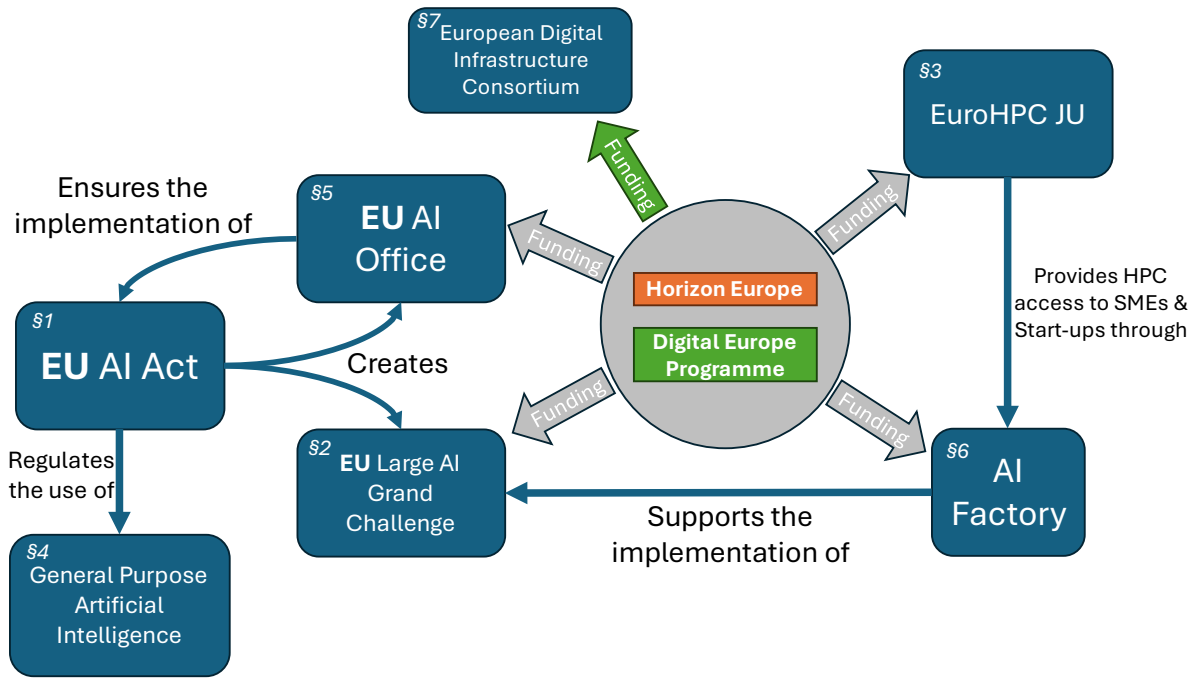 §7
European Digital
Infrastructure
Consortium
§3
EuroHPC JU
Funding
Ensures the
implementation of
§5
EU AI
Office
Funding
Funding
Horizon Europe
Digital Europe
Programme
Provides HPC
access to SMEs &
Start-ups through
§1
EU AI Act
Creates
Funding
Funding
Regulates
the use of
§2
EU Large AI
Grand
Challenge
§6
AI
Factory
Supports the
implementation of
§4
General Purpose
Artificial
Intelligence